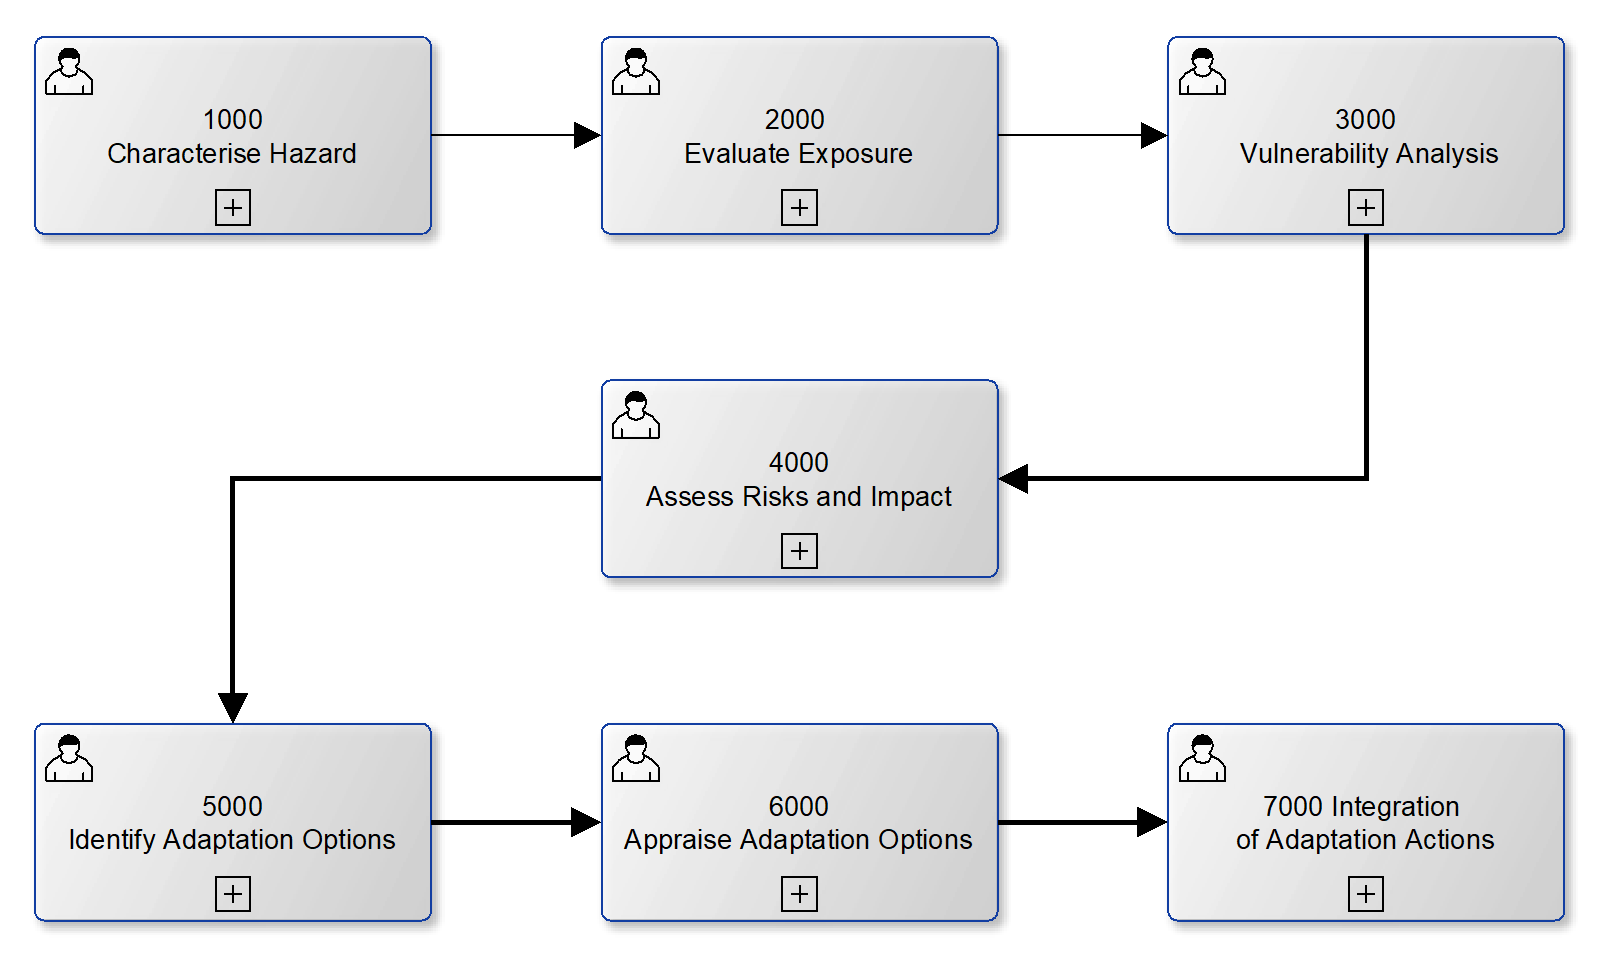 1000
Characterise Hazard
2000
Evaluate Exposure
3000
Vulnerability Analysis
4000
Assess Risks and Impact
5000
Identify Adaptation Options
6000
Appraise Adaptation Options
7000 Integration
of Adaptation Actions